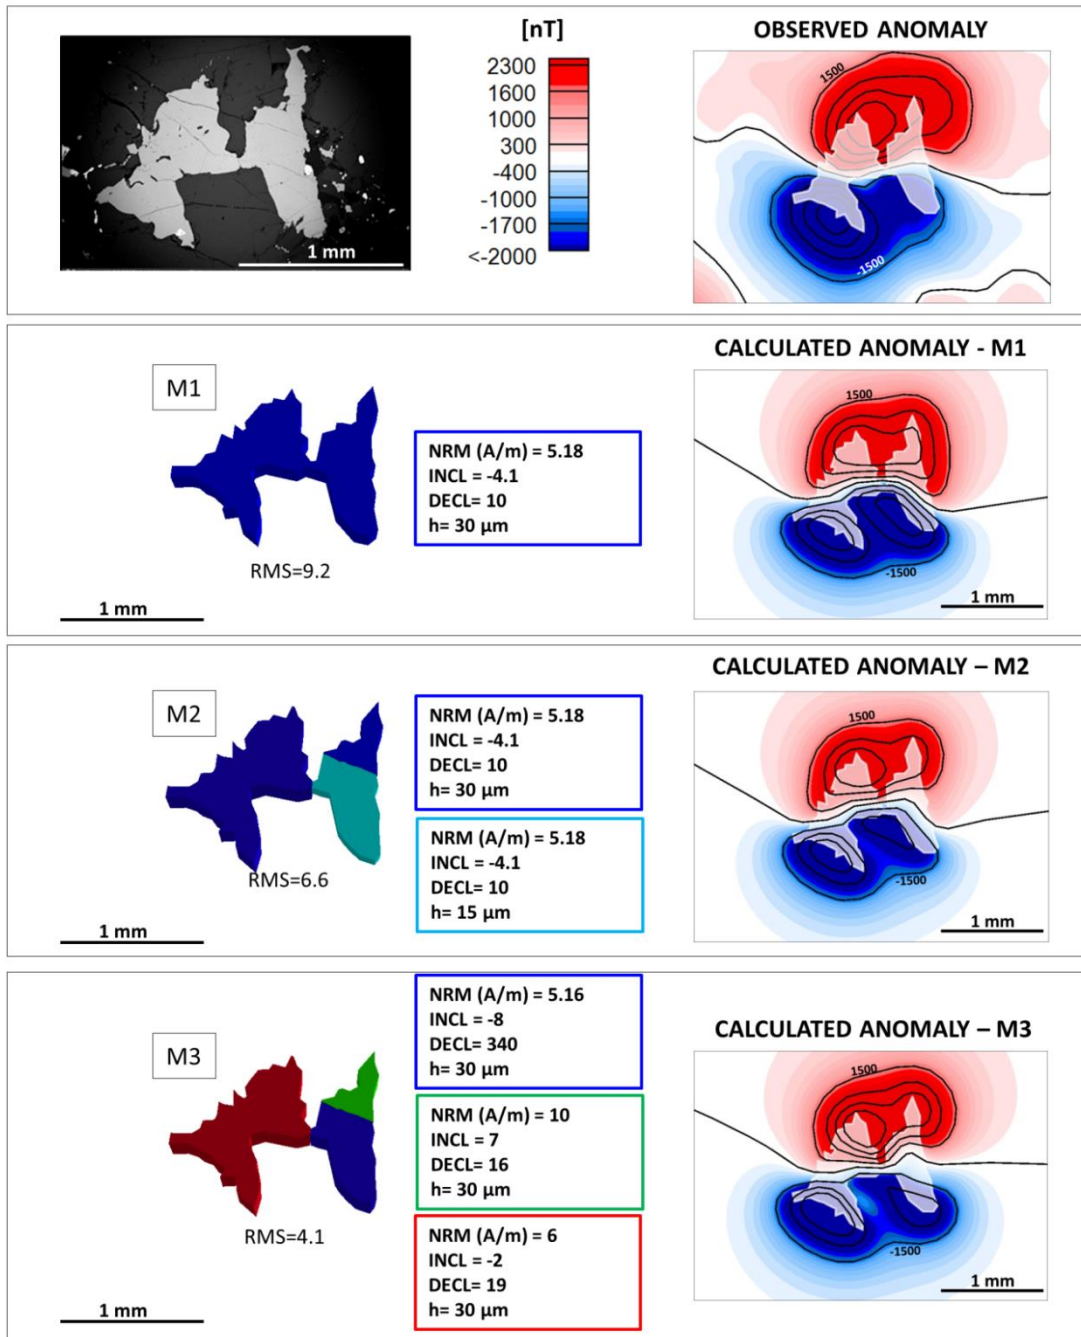 [nT]
OBSERVED ANOMALY
2300
1600
1000
300
-400
-1000
-1700
<-2000
1 mm
1500
-1500
CALCULATED ANOMALY - M1
M1
NRM (A/m) = 5.18
INCL = -4.1
DECL= 10
h= 30 µm
RMS=9.2
1 mm
1500
-1500
1 mm
CALCULATED ANOMALY – M2
M2
NRM (A/m) = 5.18
INCL = -4.1
DECL= 10
h= 30 µm
NRM (A/m) = 5.18
INCL = -4.1
DECL= 10
h= 15 µm
RMS=6.6
1 mm
1500
-1500
1 mm
CALCULATED ANOMALY – M3
M3
NRM (A/m) = 5.16
INCL = -8
DECL= 340
h= 30 µm
NRM (A/m) = 10
INCL = 7
DECL= 16
h= 30 µm
NRM (A/m) = 6
INCL = -2
DECL= 19
h= 30 µm
RMS=4.1
1 mm
1500
-1500
1 mm